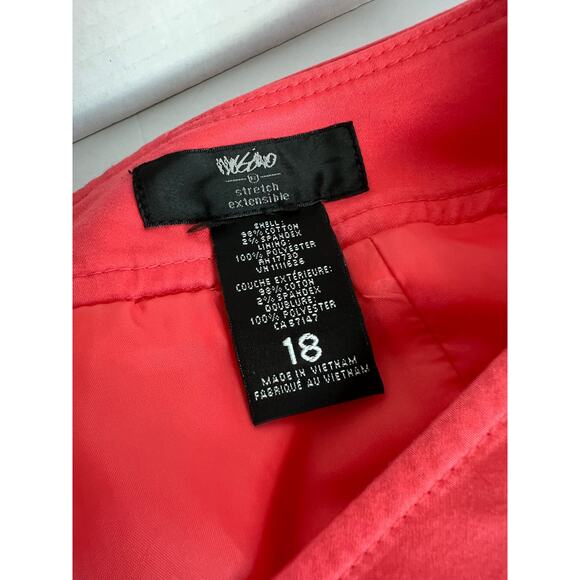 mossimo
stretch
extensible
SHELL:
98% COTTON
2% SPANDEX
LINING:
100% POLYESTER
RN 17730
VN 1111626
COUCHE EXTÉRIEURE:
98% COTON
2% SPANDEX
DOUBLURE:
100% POLYESTER
CA 57147
18
MADE IN VIETNAM
FABRIQUÉ AU VIETNAM